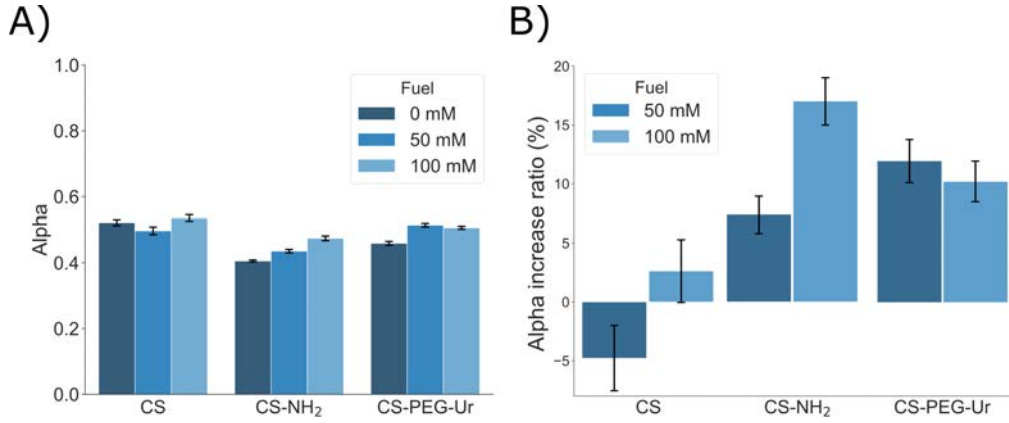 A)
Alpha
1.0
0.8
0.6
0.4
0.2
0.0
Fuel
0 mM
50 mM
100 mM
CS
CS-NH₂
CS-PEG-Ur
B)
Alpha increase ratio (%)
20
15
10
5
0
−5
Fuel
50 mM
100 mM
CS
CS-NH₂
CS-PEG-Ur